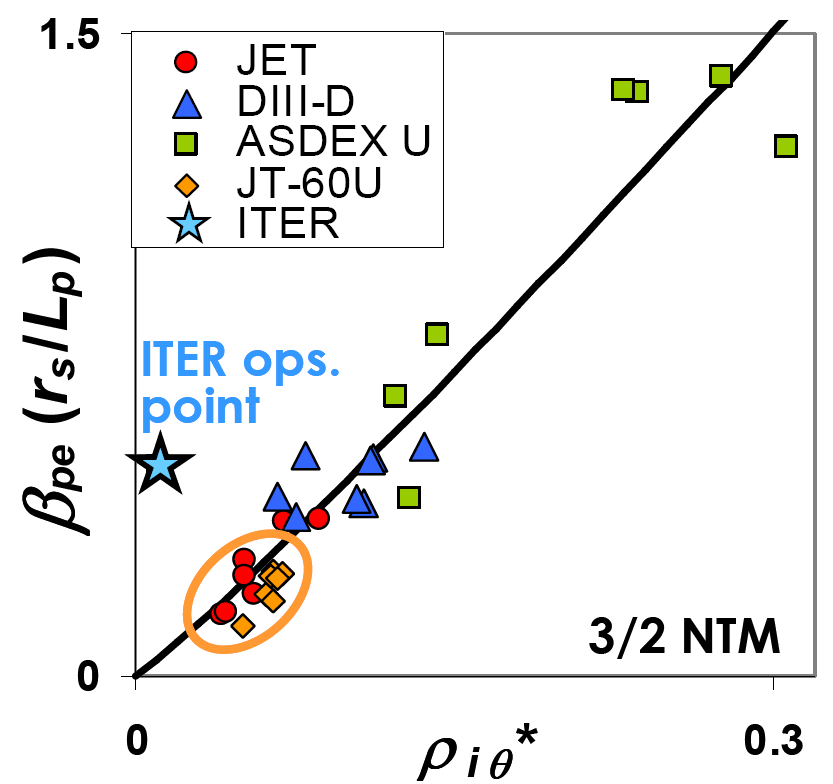 1.5
JET
DIII-D
ASDEX U
JT-60U
ITER
ITER ops.
point
βpe (rs/Lp)
0
3/2 NTM
0
0.3
ρiθ*